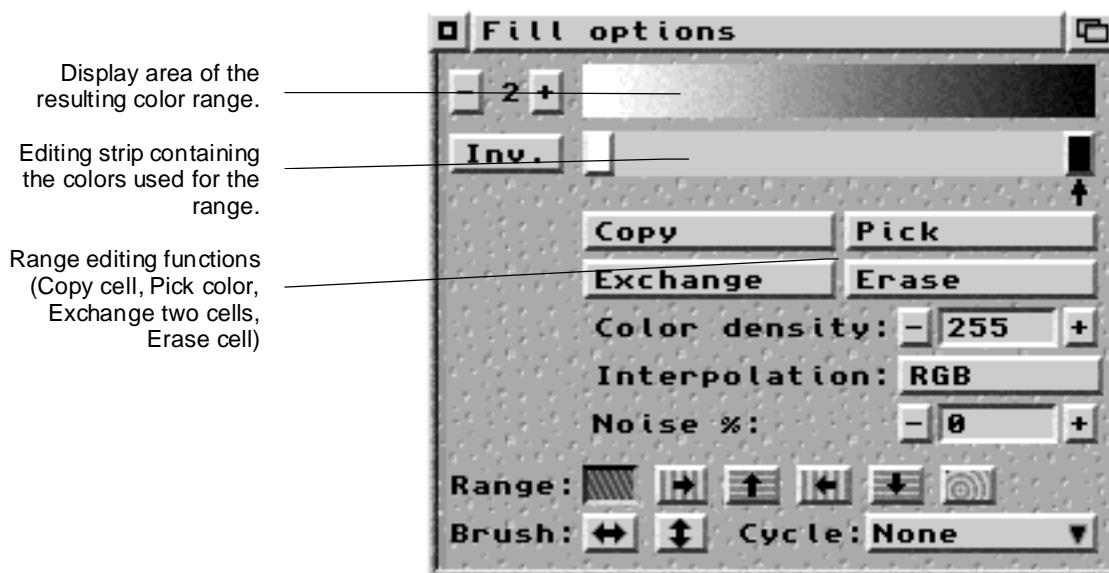 Fill options
Display area of the
resulting color range.
- 2 +
Editing strip containing
the colors used for the
range.
Inv.
Copy Pick
Range editing functions
(Copy cell, Pick color,
Exchange two cells,
Erase cell)
Exchange Erase
Color density: - 255 +
Interpolation: RGB
Noise %: - 0 +
Range:
Brush: Cycle: None